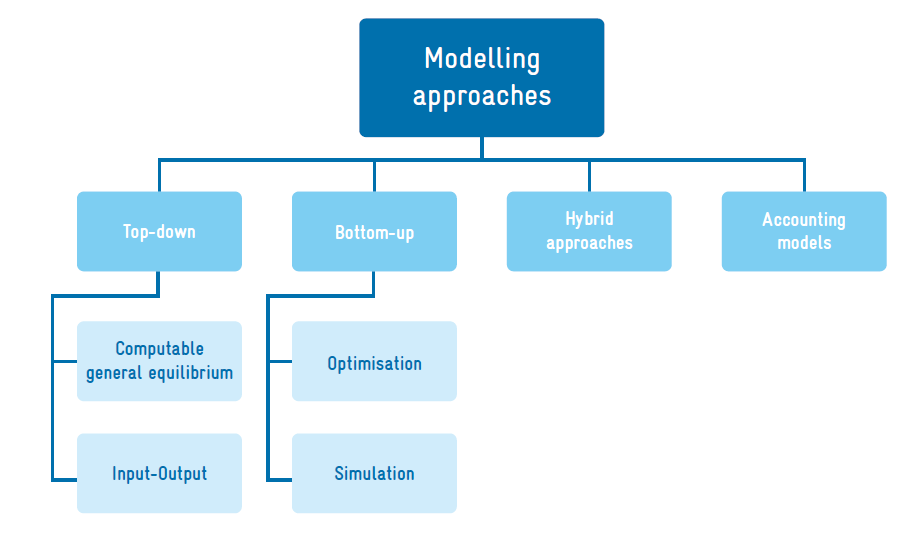 Modelling
approaches
Top-down
Bottom-up
Hybrid
approaches
Accounting
models
Computable
general equilibrium
Optimisation
Input-Output
Simulation